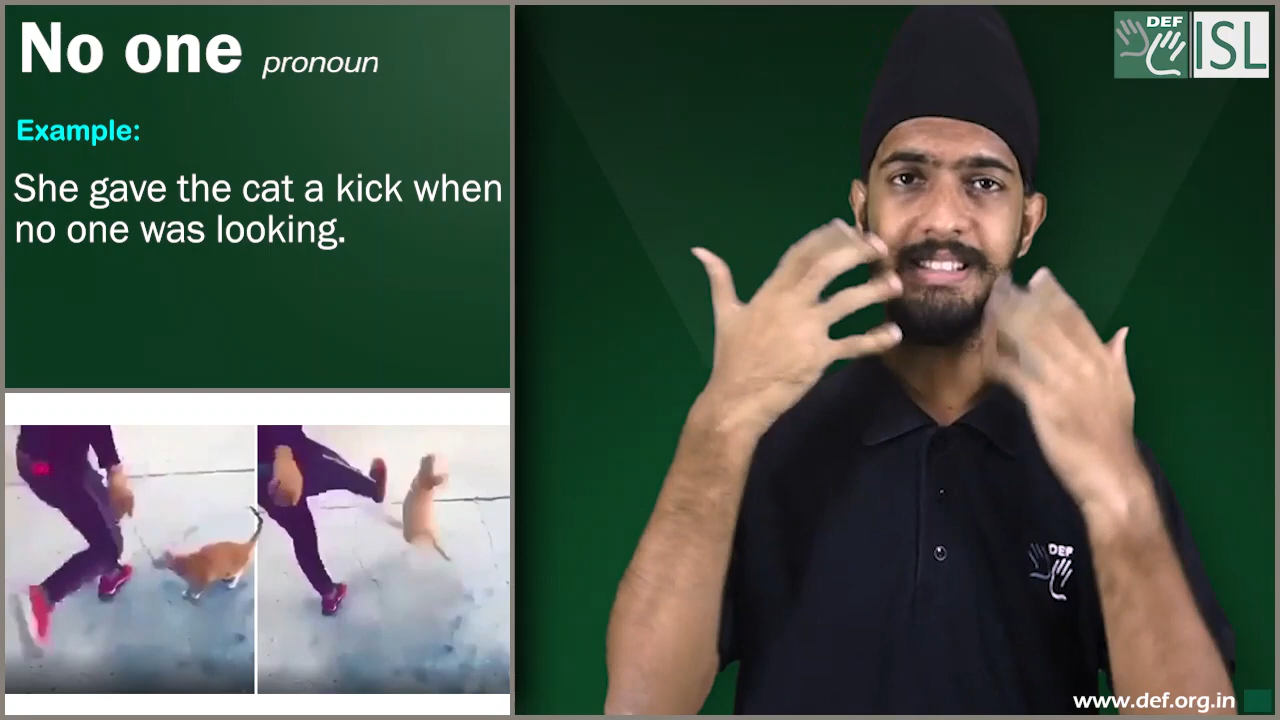 No one pronoun
Example:
She gave the cat a kick when
no one was looking.
DEF
ISL
DEF
www.def.org.in